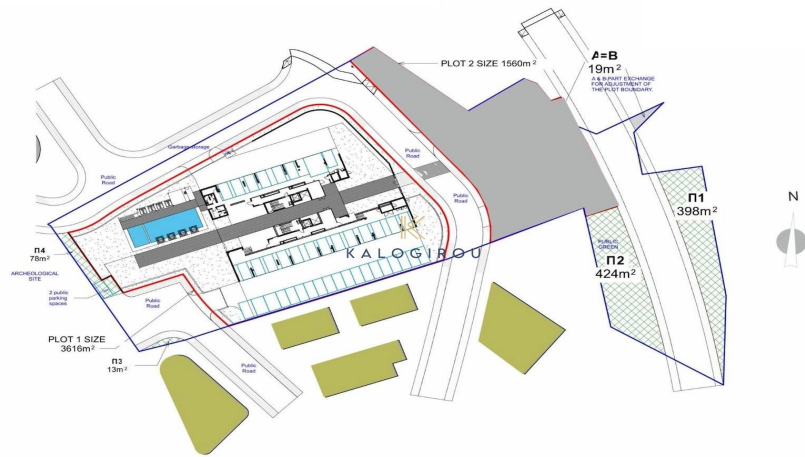 PLOT 2 SIZE 1560m²
A=B
19m²
A & B PART EXCHANGE
FOR ADJUSTMENT OF
THE PLOT BOUNDARY.
Garbage storage
Public
Road
Public
Road
Public
Road
Π1
398m²
N
Π4
78m²
ARCHEOLOGICAL
SITE
2 public
parking
spaces
Public
Road
KALOGIROU
PUBLIC
GREEN
Π2
424m²
PLOT 1 SIZE
3616m²
Π3
13m²
Public
Road